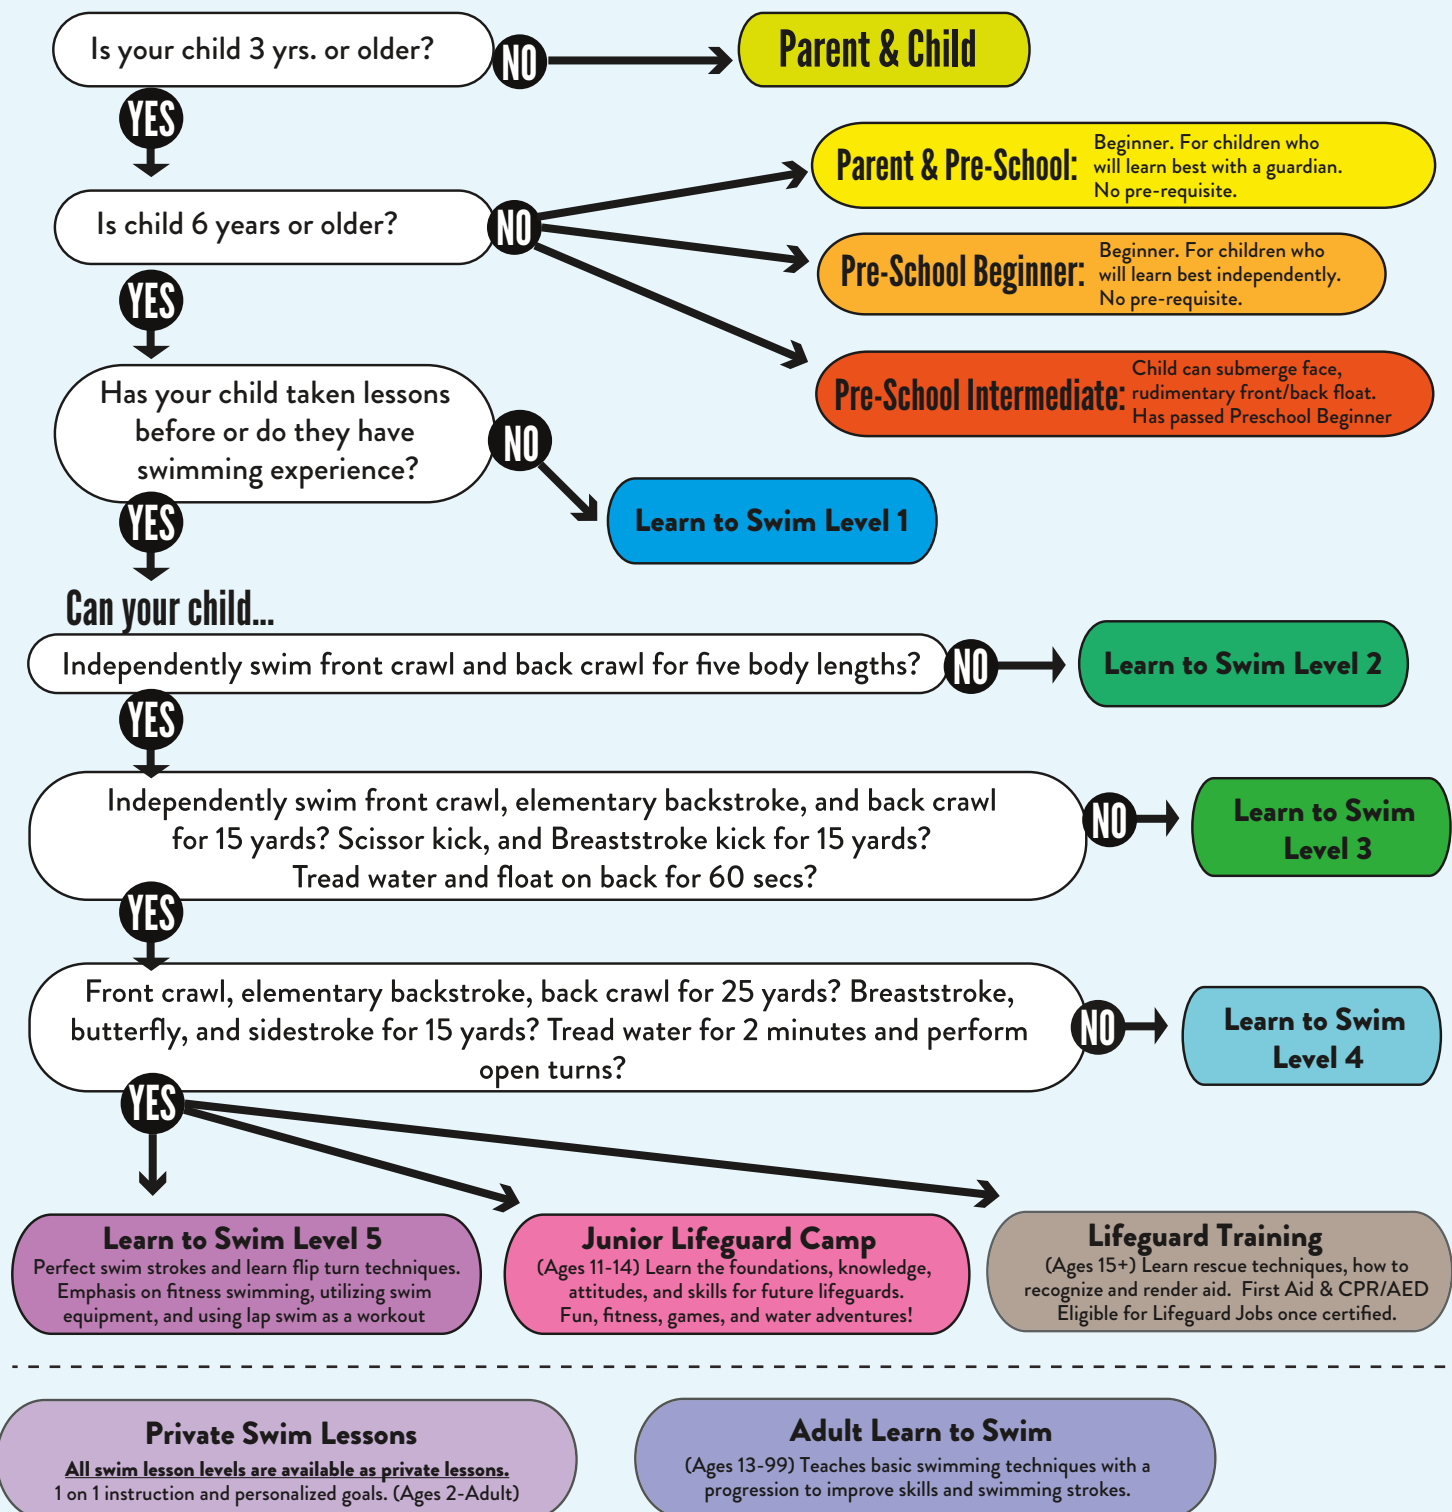 Is your child 3 yrs. or older?
NO
Parent & Child
YES
Is child 6 years or older?
NO
Parent & Pre-School:
Beginner. For children who
will learn best with a guardian.
No pre-requisite.
Pre-School Beginner:
Beginner. For children who
will learn best independently.
No pre-requisite.
Pre-School Intermediate:
Child can submerge face,
rudimentary front/back float.
Has passed Preschool Beginner
YES
Has your child taken lessons
before or do they have
swimming experience?
NO
Learn to Swim Level 1
YES
Can your child...
Independently swim front crawl and back crawl for five body lengths?
NO
Learn to Swim Level 2
YES
Independently swim front crawl, elementary backstroke, and back crawl
for 15 yards? Scissor kick, and Breaststroke kick for 15 yards?
Tread water and float on back for 60 secs?
NO
Learn to Swim
Level 3
YES
Front crawl, elementary backstroke, back crawl for 25 yards? Breaststroke,
butterfly, and sidestroke for 15 yards? Tread water for 2 minutes and perform
open turns?
NO
Learn to Swim
Level 4
YES
Learn to Swim Level 5
Perfect swim strokes and learn flip turn techniques.
Emphasis on fitness swimming, utilizing swim
equipment, and using lap swim as a workout
Junior Lifeguard Camp
(Ages 11-14) Learn the foundations, knowledge,
attitudes, and skills for future lifeguards.
Fun, fitness, games, and water adventures!
Lifeguard Training
(Ages 15+) Learn rescue techniques, how to
recognize and render aid. First Aid & CPR/AED
Eligible for Lifeguard Jobs once certified.
Private Swim Lessons
All swim lesson levels are available as private lessons.
1 on 1 instruction and personalized goals. (Ages 2-Adult)
Adult Learn to Swim
(Ages 13-99) Teaches basic swimming techniques with a
progression to improve skills and swimming strokes.